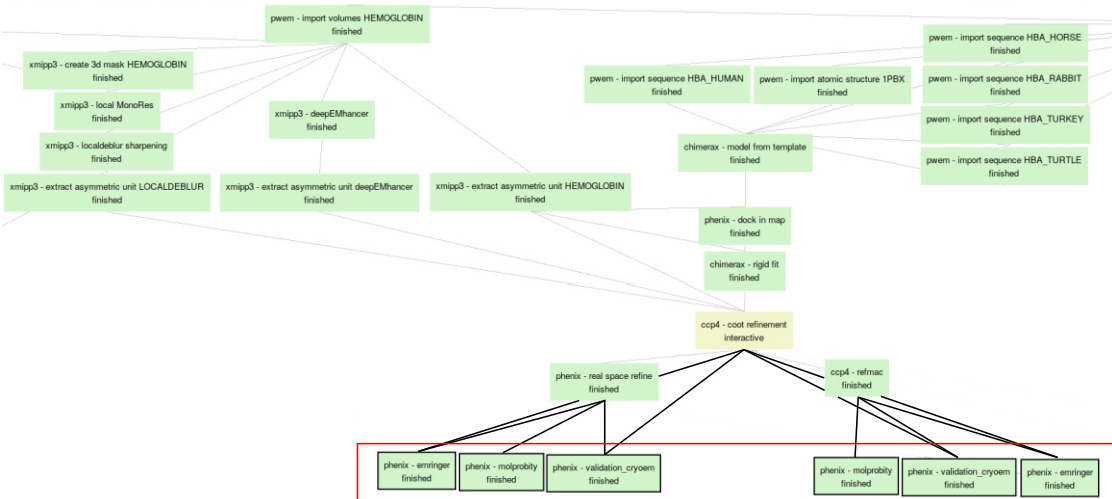 pwem - import volumes HEMOGLOBIN
finished
pwem - import sequence HBA_HORSE
finished
xmipp3 - create 3d mask HEMOGLOBIN
finished
pwem - import sequence HBA_HUMAN
finished
pwem - import atomic structure 1PBX
finished
pwem - import sequence HBA_RABBIT
finished
xmipp3 - local MonoRes
finished
xmipp3 - deepEMhancer
finished
pwem - import sequence HBA_TURKEY
finished
xmipp3 - localdeblur sharpening
finished
chimerax - model from template
finished
pwem - import sequence HBA_TURTLE
finished
xmipp3 - extract asymmetric unit LOCALDEBLUR
finished
xmipp3 - extract asymmetric unit deepEMhancer
finished
xmipp3 - extract asymmetric unit HEMOGLOBIN
finished
phenix - dock in map
finished
chimerax - rigid fit
finished
ccp4 - coot refinement
interactive
phenix - real space refine
finished
ccp4 - refmac
finished
phenix - emringer
finished
phenix - molprobity
finished
phenix - validation_cryoem
finished
phenix - molprobity
finished
phenix - validation_cryoem
finished
phenix - emringer
finished